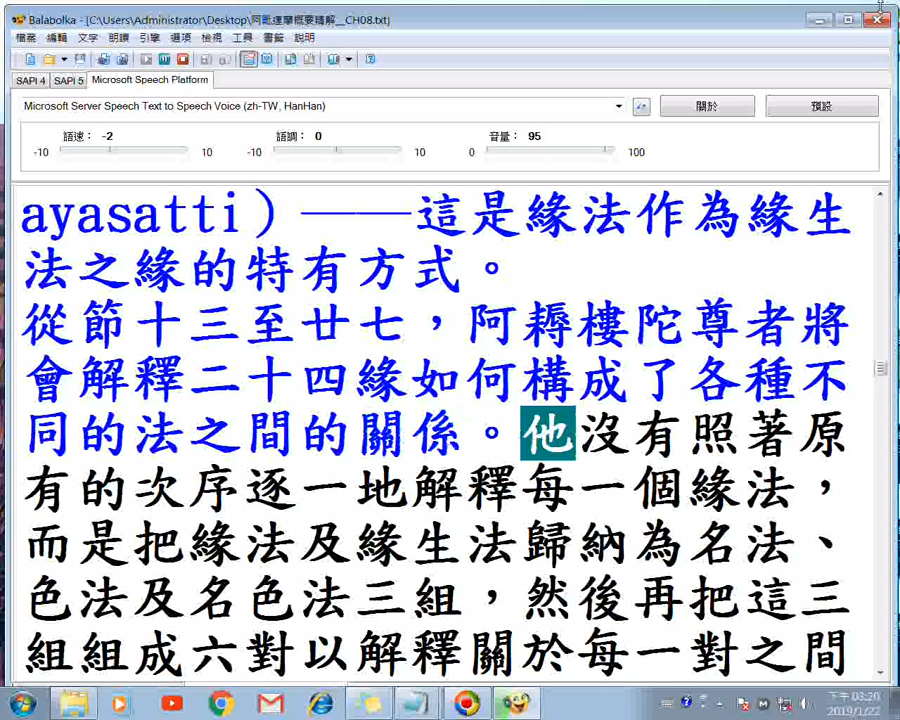 Balabolka - [C:\Users\Administrator\Desktop\阿毗達摩概要精解__CH08.txt]
檔案 編輯 文字 朗讀 引擎 選項 檢視 工具 書籤 說明
SAPI 4 SAPI 5 Microsoft Speech Platform
Microsoft Server Speech Text to Speech Voice (zh-TW, HanHan) 關於 預設
語速： -2 語調： 0 音量： 95
-10 10 -10 10 0 100
ayasatti）——這是緣法作為緣生
法之緣的特有方式。
從節十三至廿七，阿耨樓陀尊者將
會解釋二十四緣如何構成了各種不
同的法之間的關係。他沒有照著原
有的次序逐一地解釋每一個緣法，
而是把緣法及緣生法歸納為名法、
色法及名色法三組，然後再把這三
組組成六對以解釋關於每一對之間
下午 03:20
2019/1/22